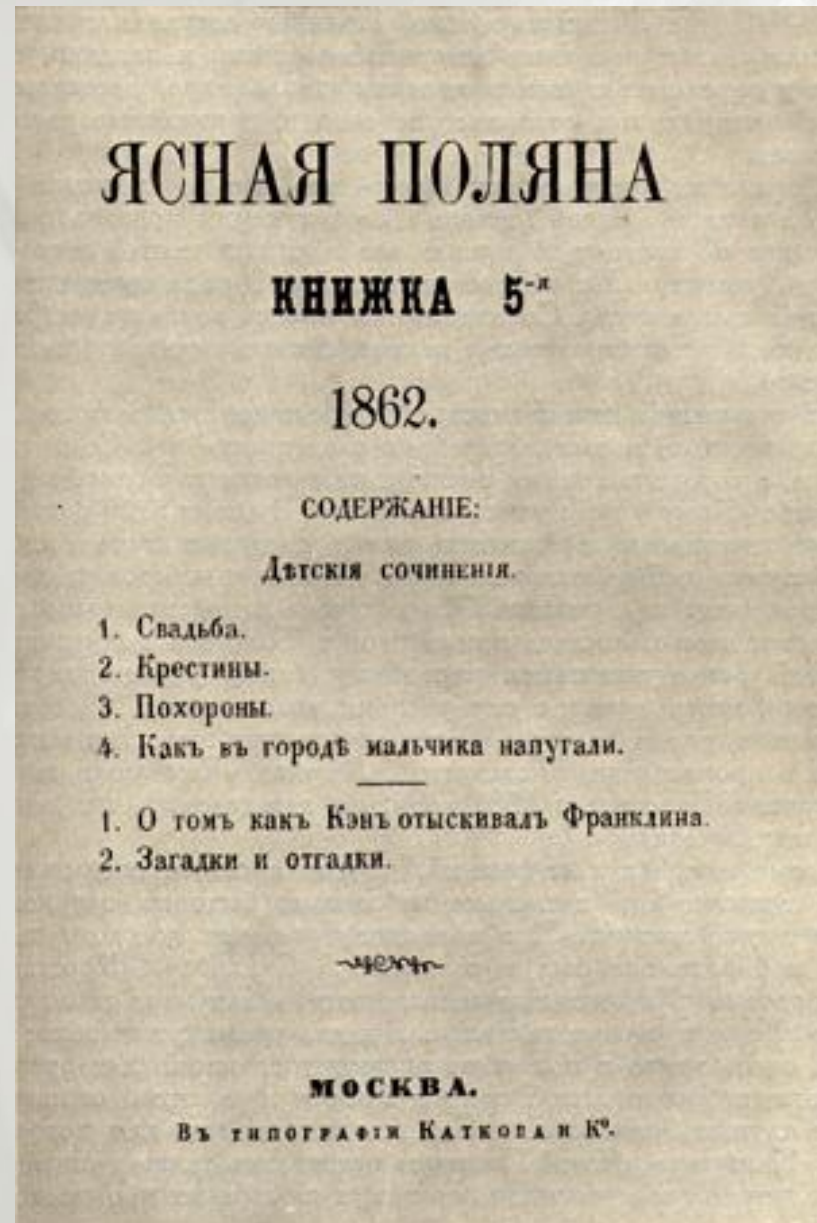 ЯСНАЯ ПОЛЯНА
КНИЖКА 5-я
1862.
СОДЕРЖАНІЕ:
Дѣтскія сочиненія.
1. Свадьба.
2. Крестины.
3. Похороны.
4. Какъ въ городѣ мальчика напугали.
1. О томъ какъ Кэнъ отыскивалъ Франклина.
2. Загадки и отгадки.
МОСКВА.
Въ типографіи Каткова и Ко.